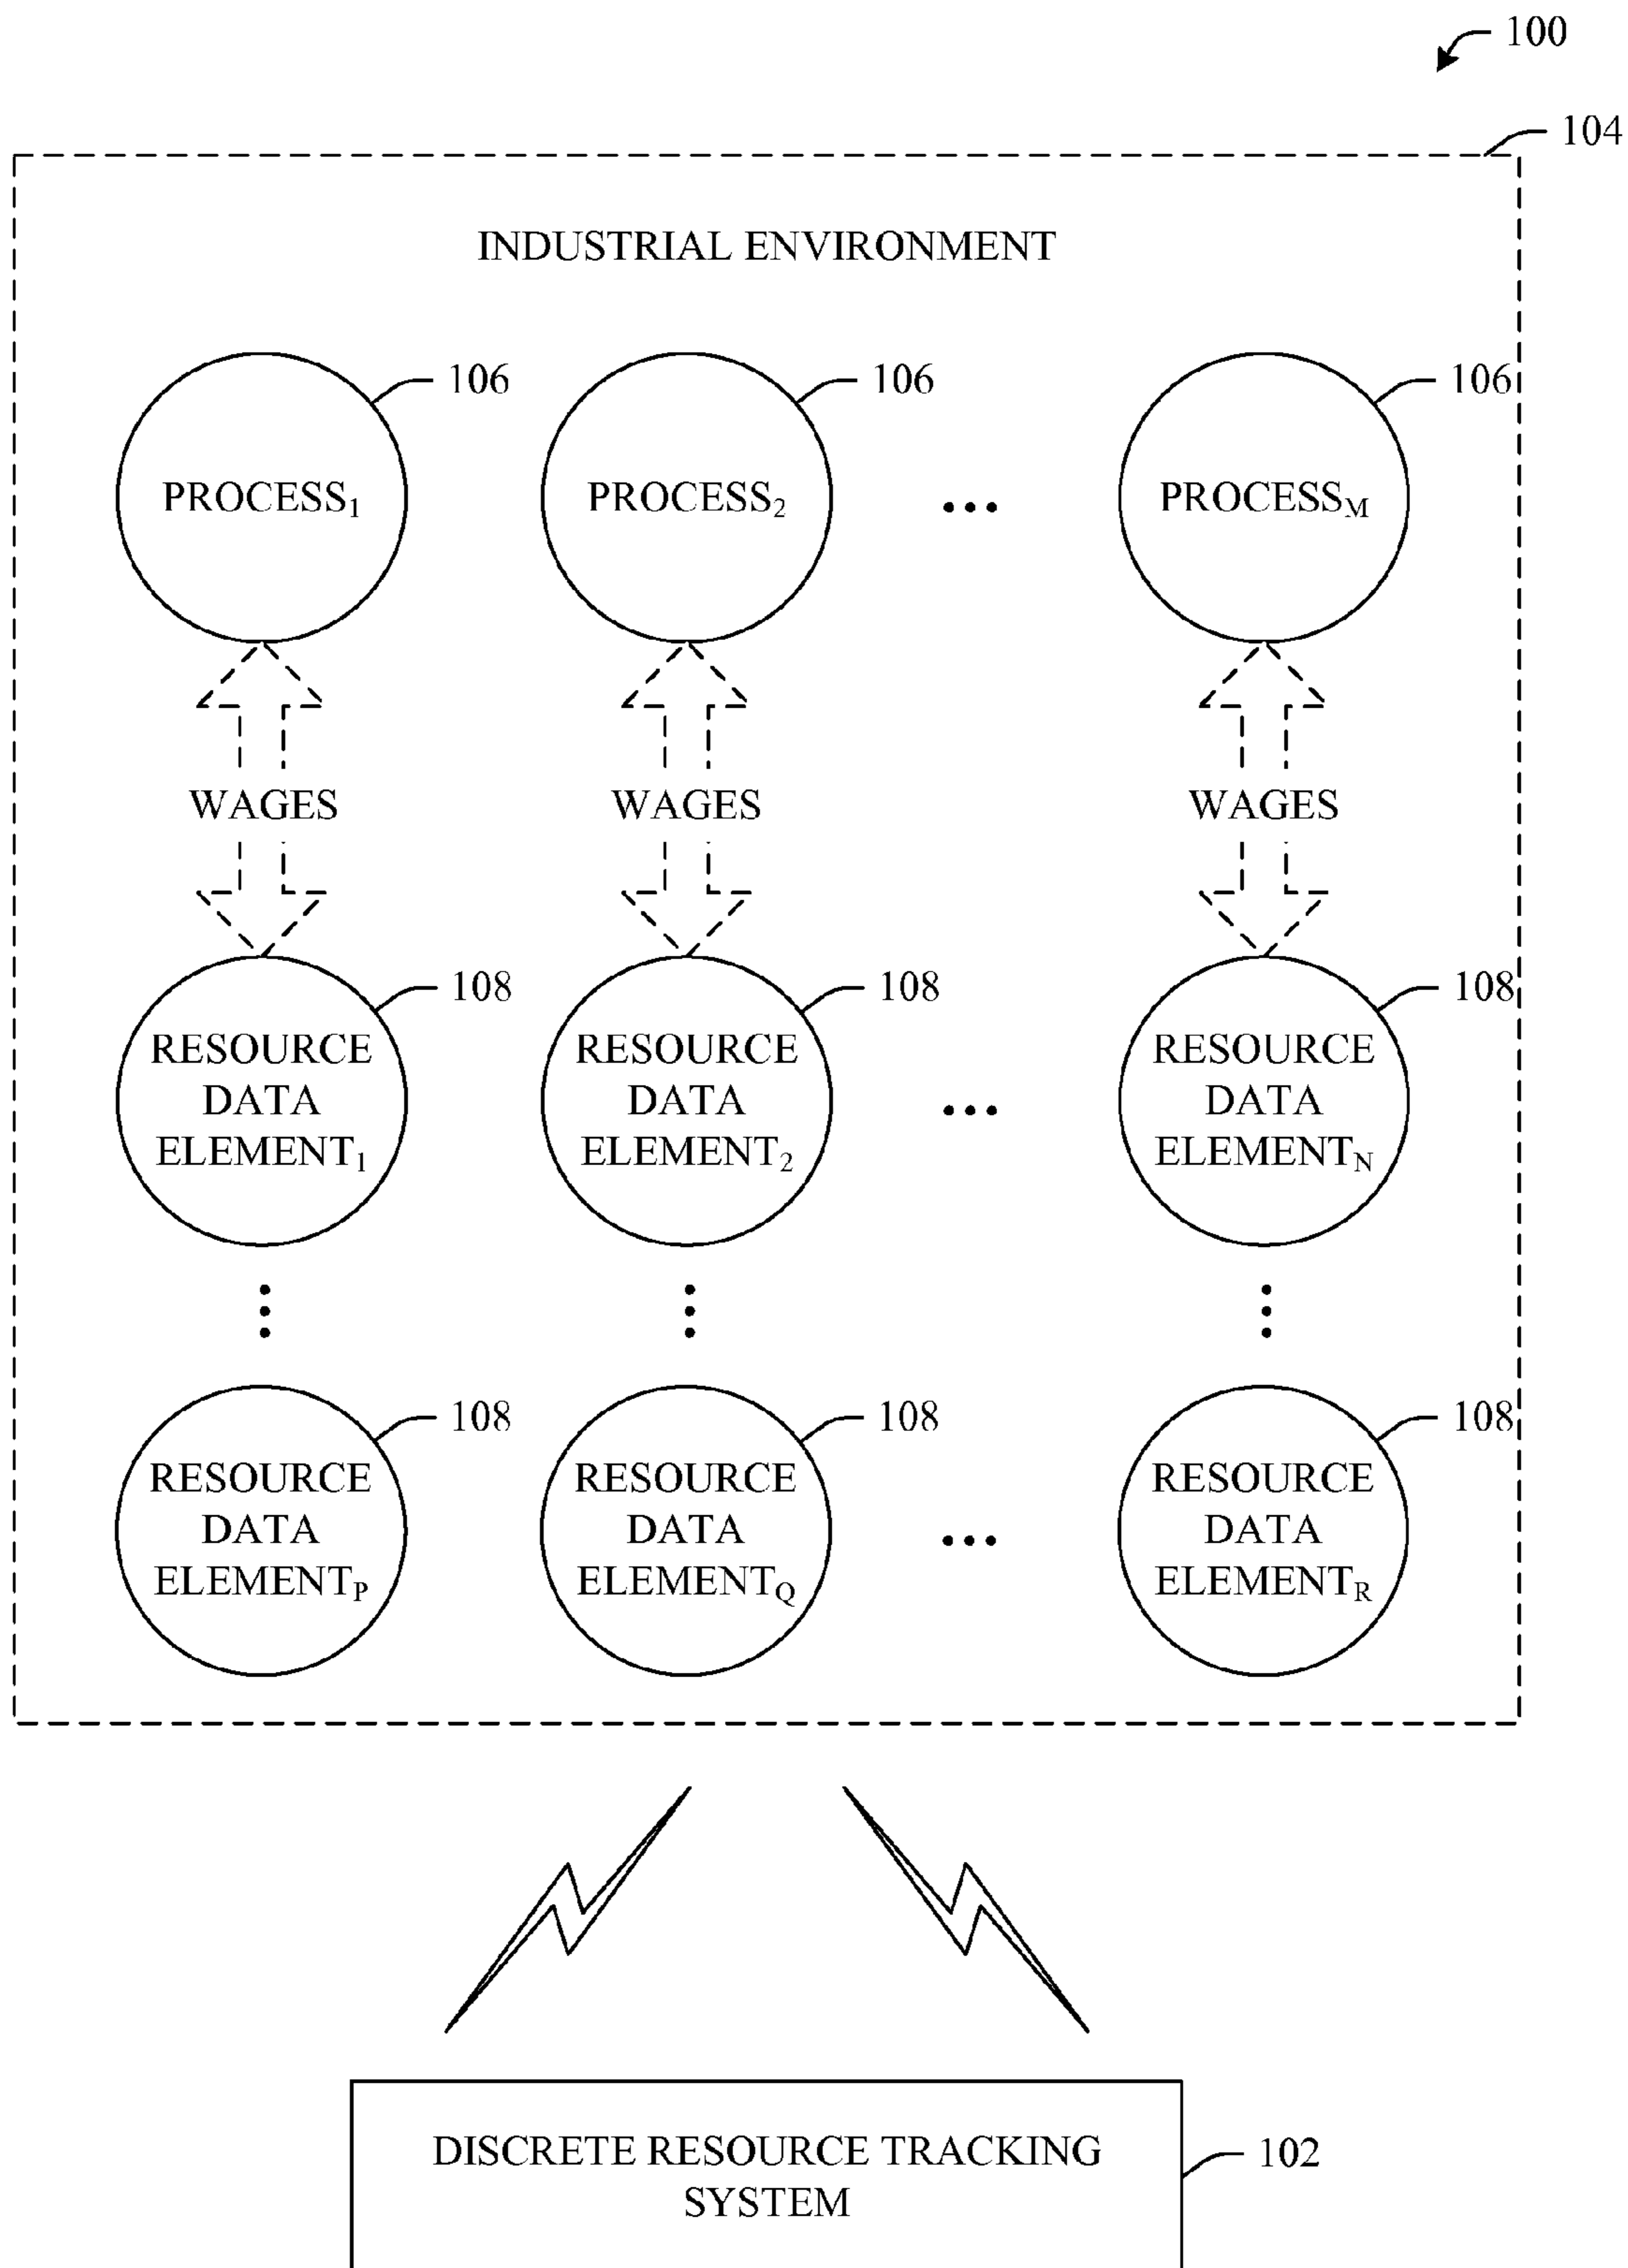 100
104
INDUSTRIAL ENVIRONMENT
106 106 106
PROCESS₁ PROCESS₂ ... PROCESSM
WAGES WAGES WAGES
108 108 108
RESOURCE RESOURCE RESOURCE
DATA DATA ... DATA
ELEMENT₁ ELEMENT₂ ELEMENTN
108 108 108
RESOURCE RESOURCE RESOURCE
DATA DATA ... DATA
ELEMENTP ELEMENTQ ELEMENTR
DISCRETE RESOURCE TRACKING
SYSTEM
102